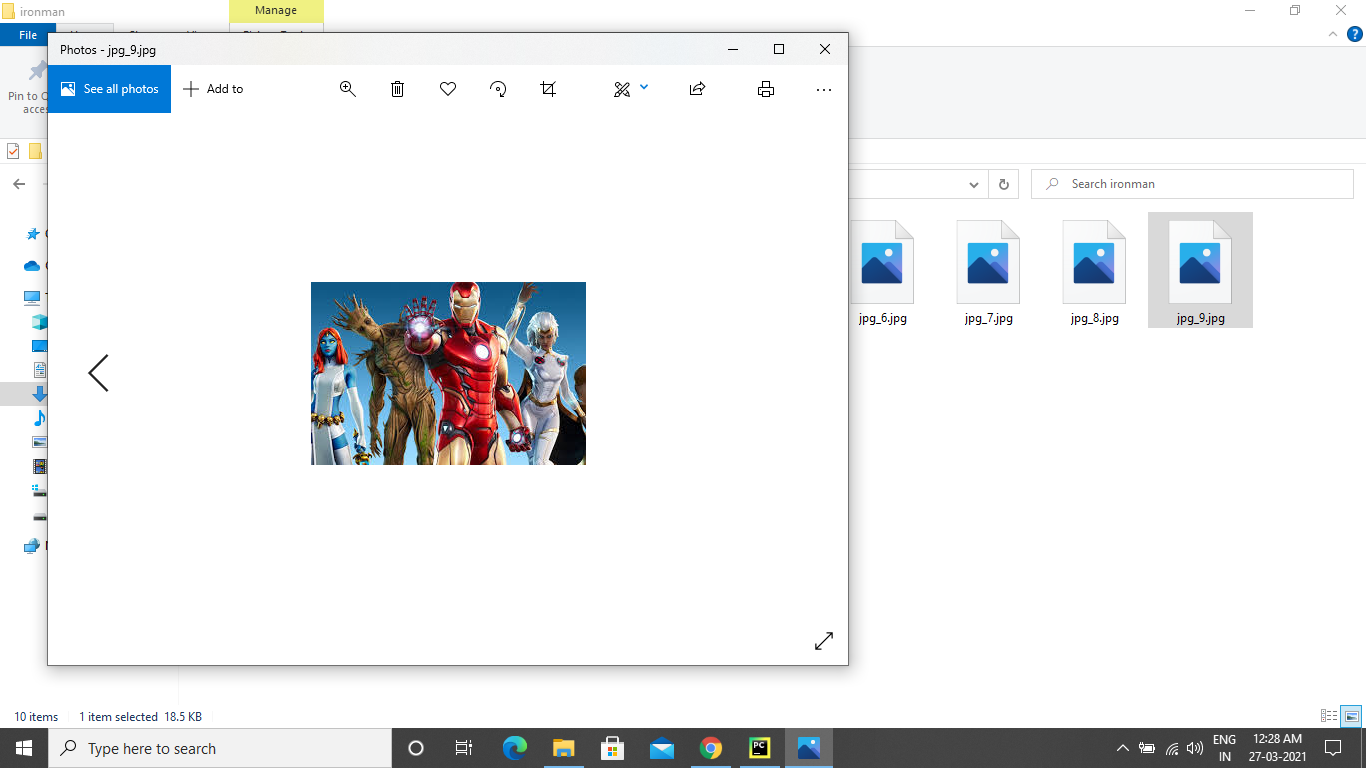 ironman
Manage
File
Photos - jpg_9.jpg
See all photos
Add to
Pin to
acces
Search ironman
jpg_6.jpg
jpg_7.jpg
jpg_8.jpg
jpg_9.jpg
10 items
1 item selected 18.5 KB
Type here to search
PC
ENG
IN
12:28 AM
27-03-2021